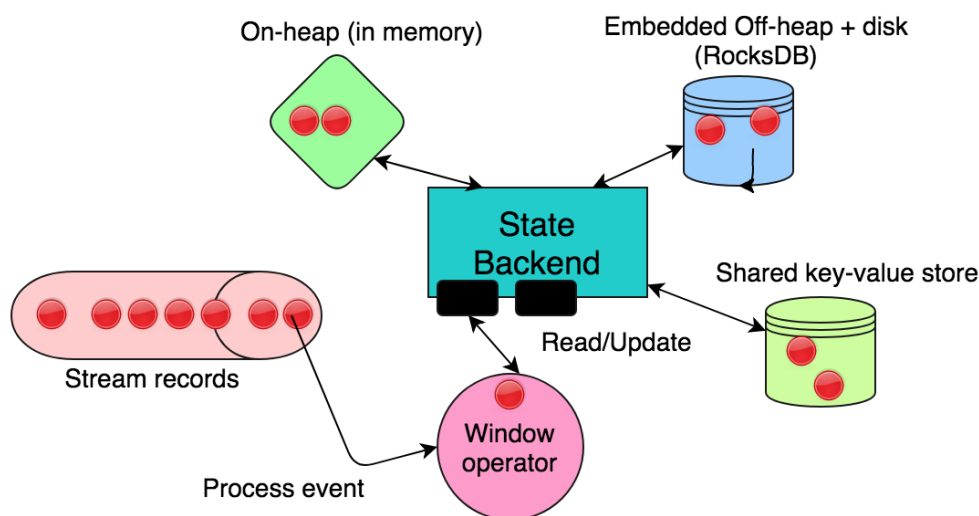 On-heap (in memory)
Embedded Off-heap + disk
(RocksDB)
State
Backend
Shared key-value store
Read/Update
Stream records
Window
operator
Process event